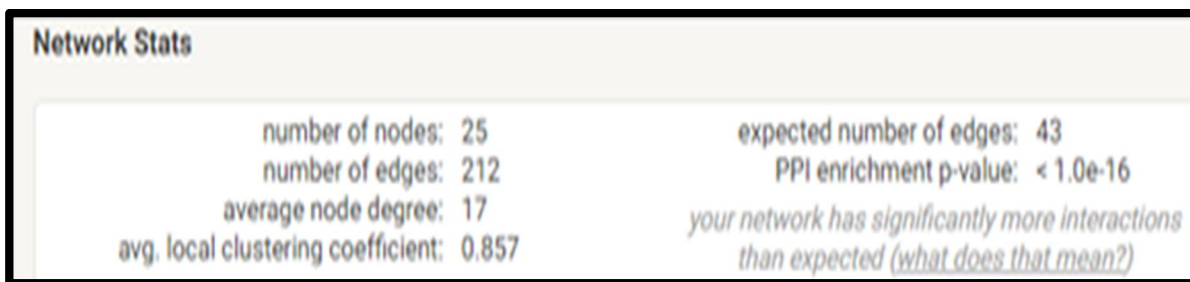 Network Stats
number of nodes: 25
number of edges: 212
average node degree: 17
avg. local clustering coefficient: 0.857
expected number of edges: 43
PPI enrichment p-value: < 1.0e-16
your network has significantly more interactions
than expected (what does that mean?)